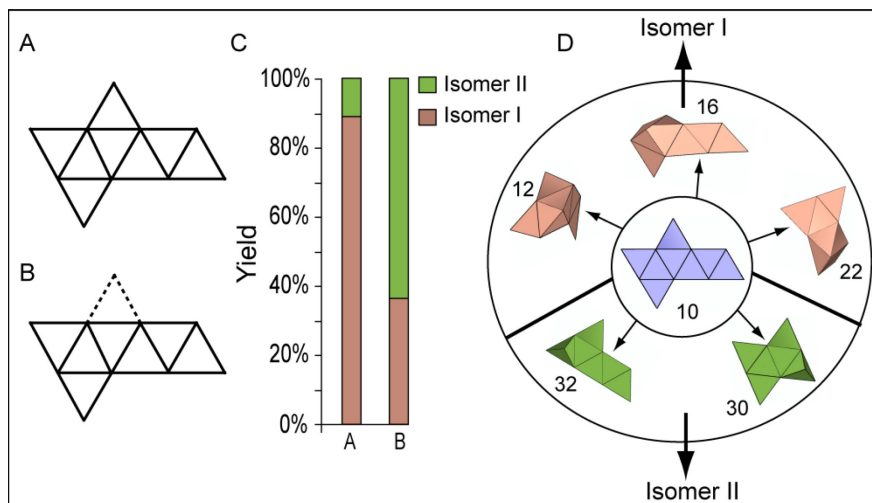 A
B
C
Yield
100%
80%
60%
40%
20%
0%
A
B
Isomer II
Isomer I
D
Isomer I
16
12
22
10
32
30
Isomer II